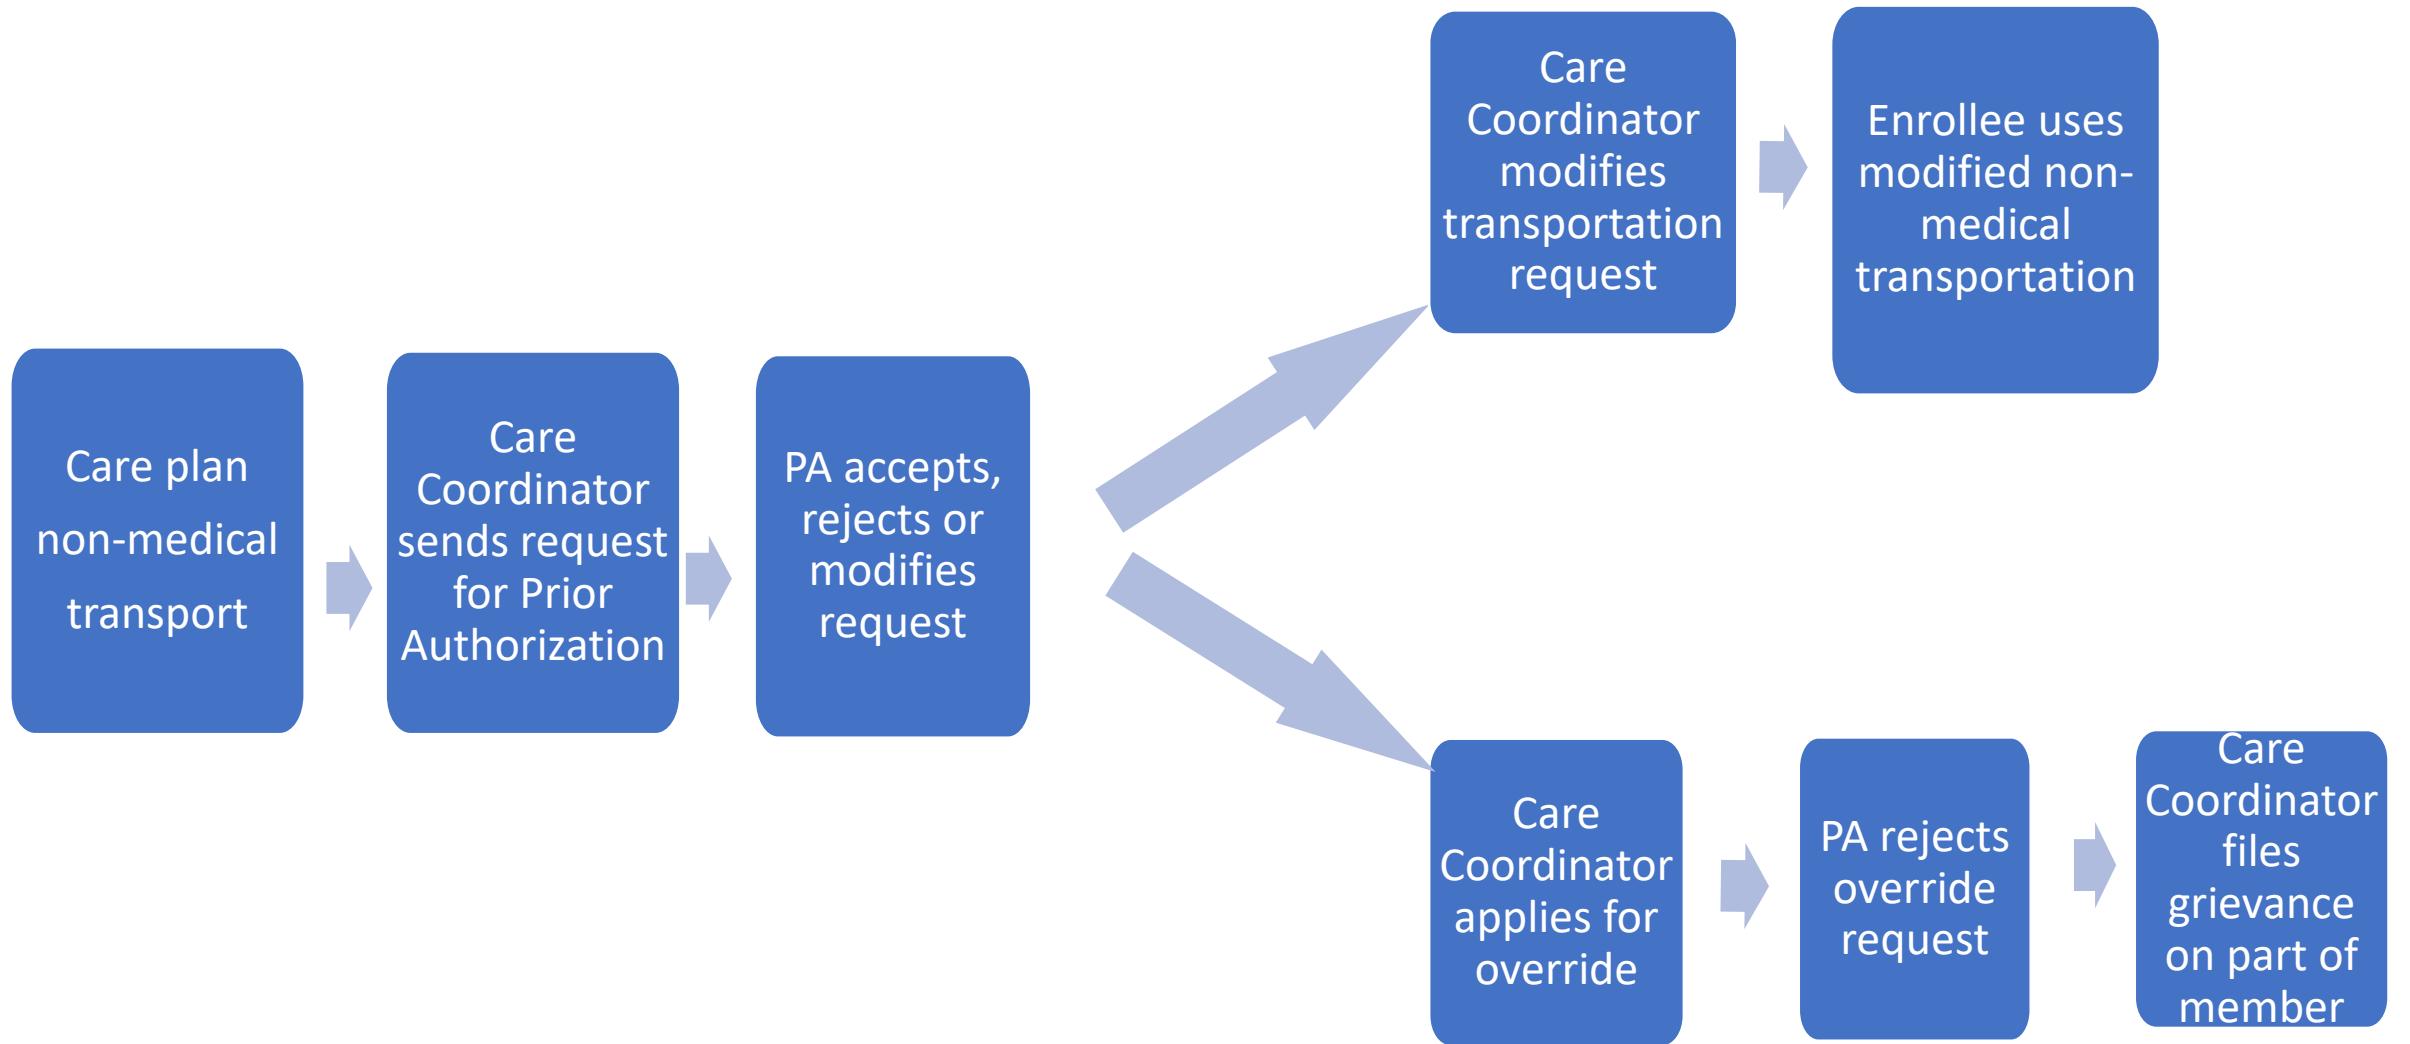 Care plan
non-medical
transport
Care
Coordinator
sends request
for Prior
Authorization
PA accepts,
rejects or
modifies
request
Care
Coordinator
modifies
transportation
request
Enrollee uses
modified non-
medical
transportation
Care
Coordinator
applies for
override
PA rejects
override
request
Care
Coordinator
files
grievance
on part of
member